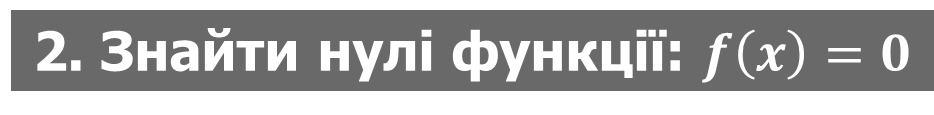 2. Знайти нулі функції: f(x) = 0